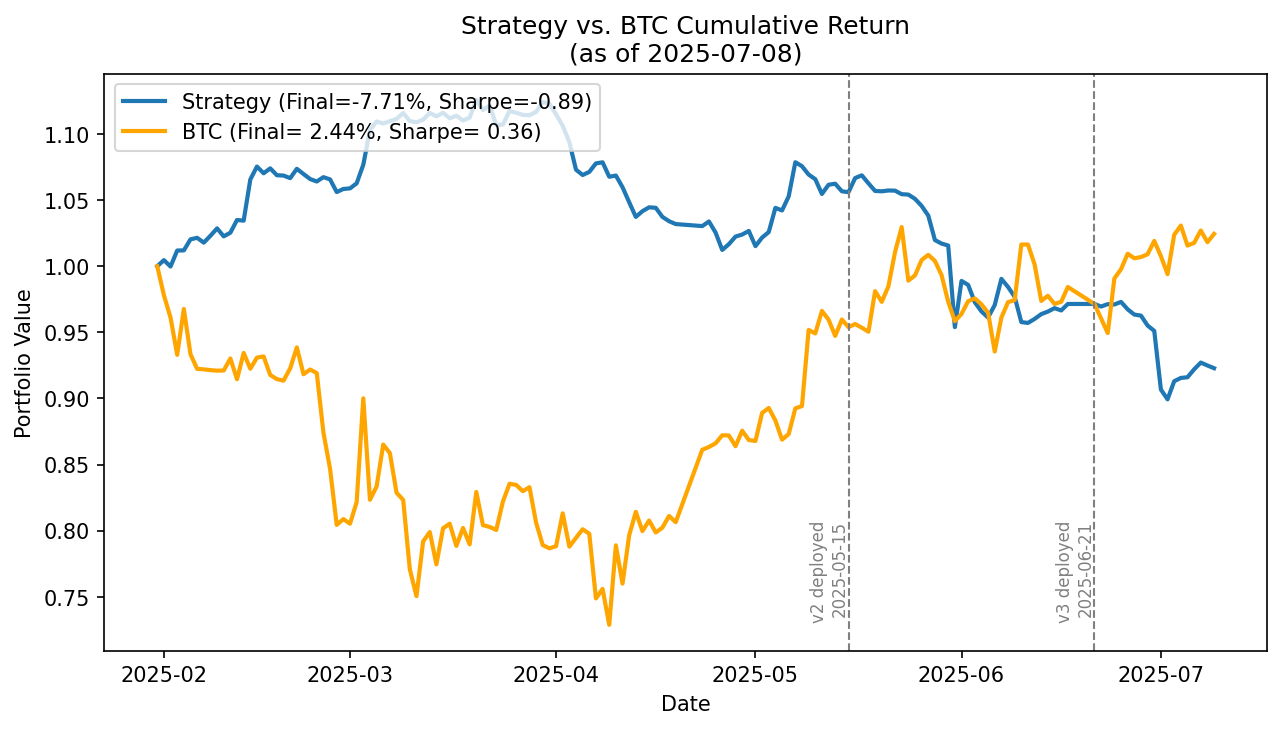 Strategy vs. BTC Cumulative Return
(as of 2025-07-08)
Strategy (Final=-7.71%, Sharpe=-0.89)
BTC (Final= 2.44%, Sharpe= 0.36)
Portfolio Value
1.10
1.05
1.00
0.95
0.90
0.85
0.80
0.75
v2 deployed
2025-05-15
v3 deployed
2025-06-21
2025-02
2025-03
2025-04
2025-05
2025-06
2025-07
Date